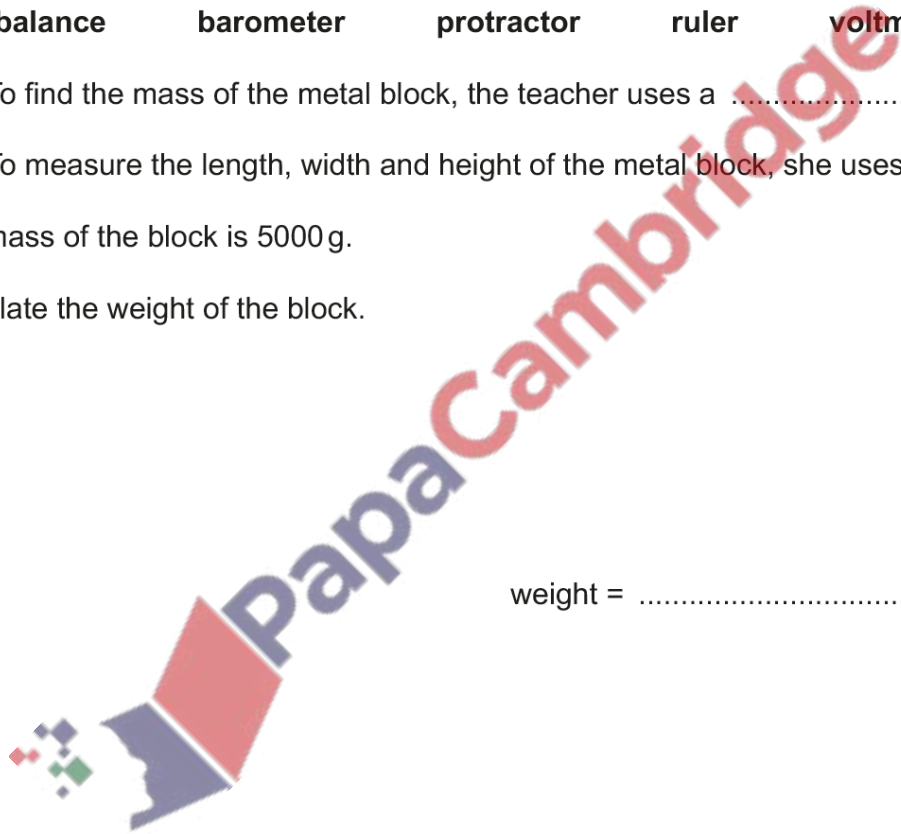 balance barometer protractor ruler voltm
To find the mass of the metal block, the teacher uses a ....................
To measure the length, width and height of the metal block, she uses
mass of the block is 5000 g.
late the weight of the block.
PapaCambridge
weight = ...............................